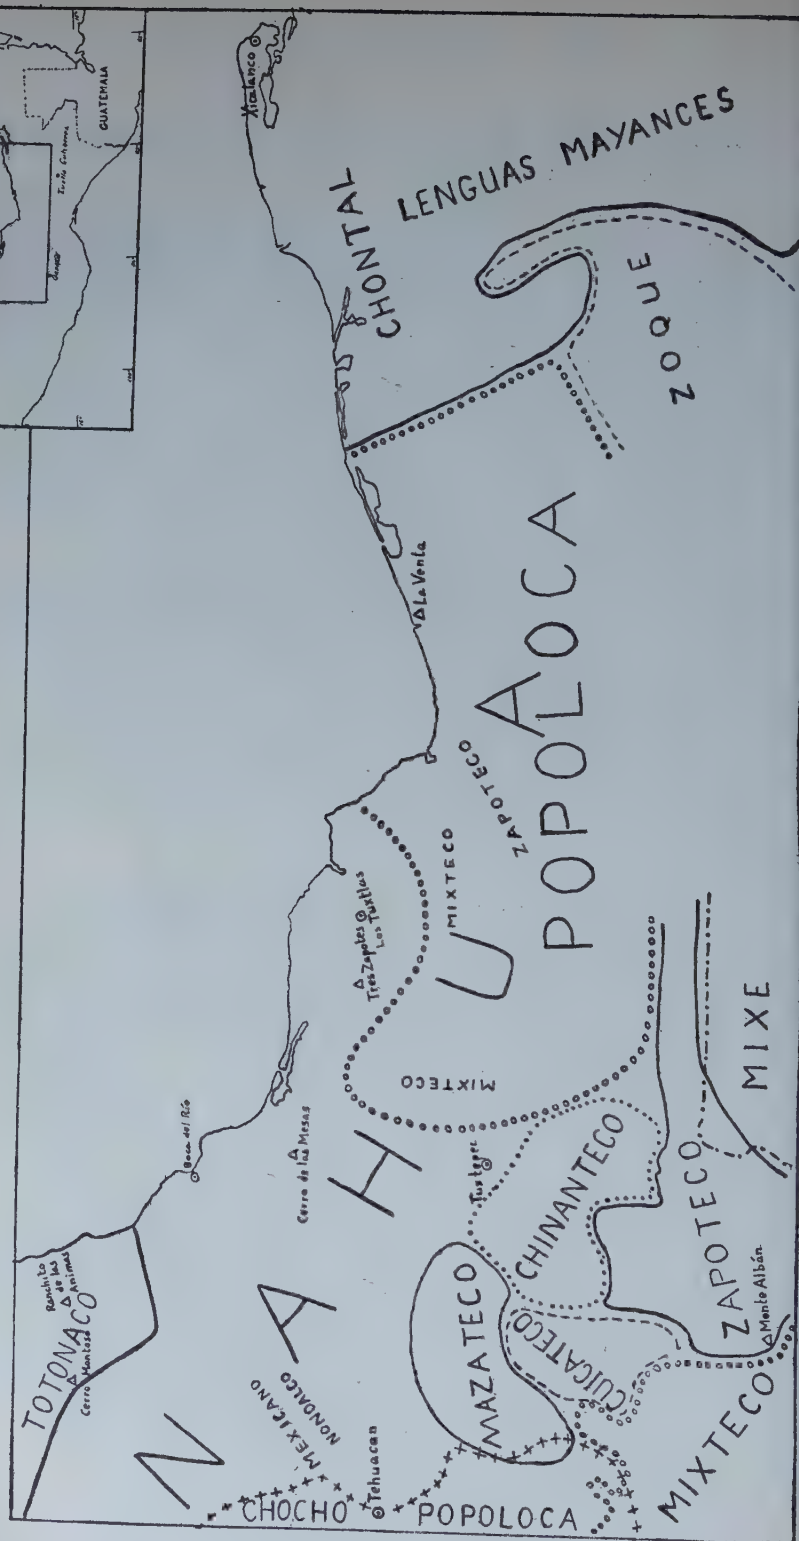 GUATEMALA
Xicalanco
CHONTAL
LENGUAS MAYANCES
ZOQUE
La Venta
ZAPOTECO
POPOLOCA
MIXTECO
Tres Zapotes
Los Tuxtlas
MIXTECO
NAHUA
Boca del Río
Cerro de las Mesas
Tuxtepec
CHINANTECO
MIXE
ZAPOTECO
Monte Albán
TOTONACO
Ranchito
de las
Animas
Cerro Montoso
MEXICANO
NONOALCO
MAZATECO
CUICATECO
MIXTECO
CHOCHO
Tehuacan
POPOLOCA